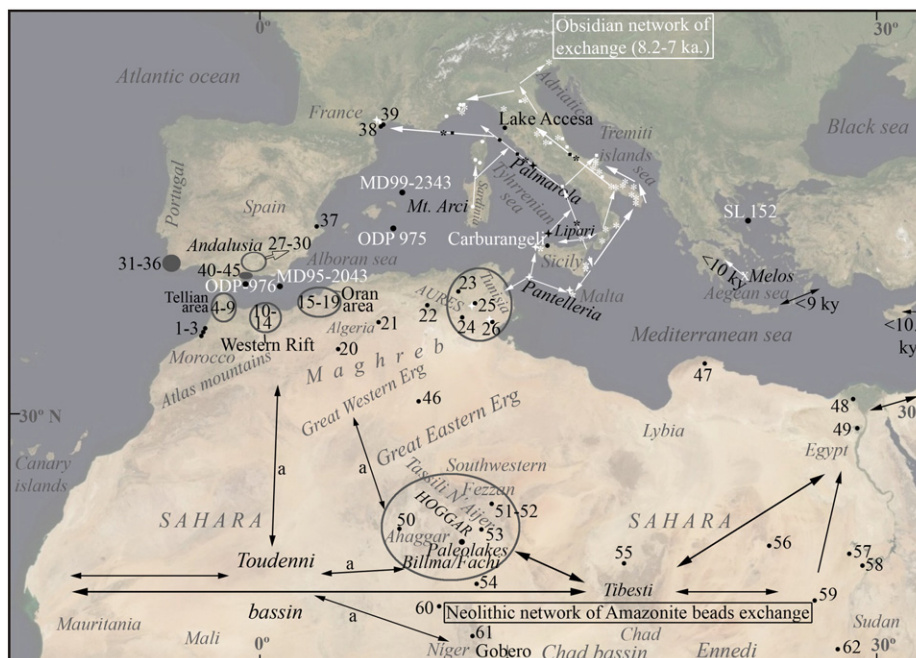 Obsidian network of
exchange (8.2-7 ka.)
30º
Atlantic ocean
France
39
38
Adriatic
sea
Lake Accesa
Tremiti
islands
Black sea
Portugal
Spain
MD99-2343
Mt. Arci
Sardinia
Palmarola
Tyhrrenian
sea
SL 152
37
ODP 975
Carburangeli
Lipari
Sicily
Andalusia
27-30
Alboran sea
31-36
40-45
ODP 976
MD95-2043
<10 ky
Melos
Aegean sea
<9 ky
Malta
Pantelleria
Tellian
area
4-9
10-
14
15-19
Oran
area
AURES
Tunisia
23
25
24
26
22
21
Algeria
1-3
Western Rift
20
Morocco
Atlas mountains
Maghreb
Mediterranean sea
<10,
ky
47
30º N
46
Great Western Erg
Great Eastern Erg
48
30
49
Lybia
Egypt
Canary
islands
a
a
Southwestern
Fezzan
Tassili N'Aijer
51-52
HOGGAR
50
Ahaggar
53
Paleolakes
Billma/Fachi
SAHARA
SAHARA
56
55
57
58
Toudenni
a
54
Tibesti
59
bassin
a
60
Neolithic network of Amazonite beads exchange
Mauritania
Mali
0º
61
Niger
Gobero
Chad
Chad bassin
Ennedi
Sudan
62
30º
0º